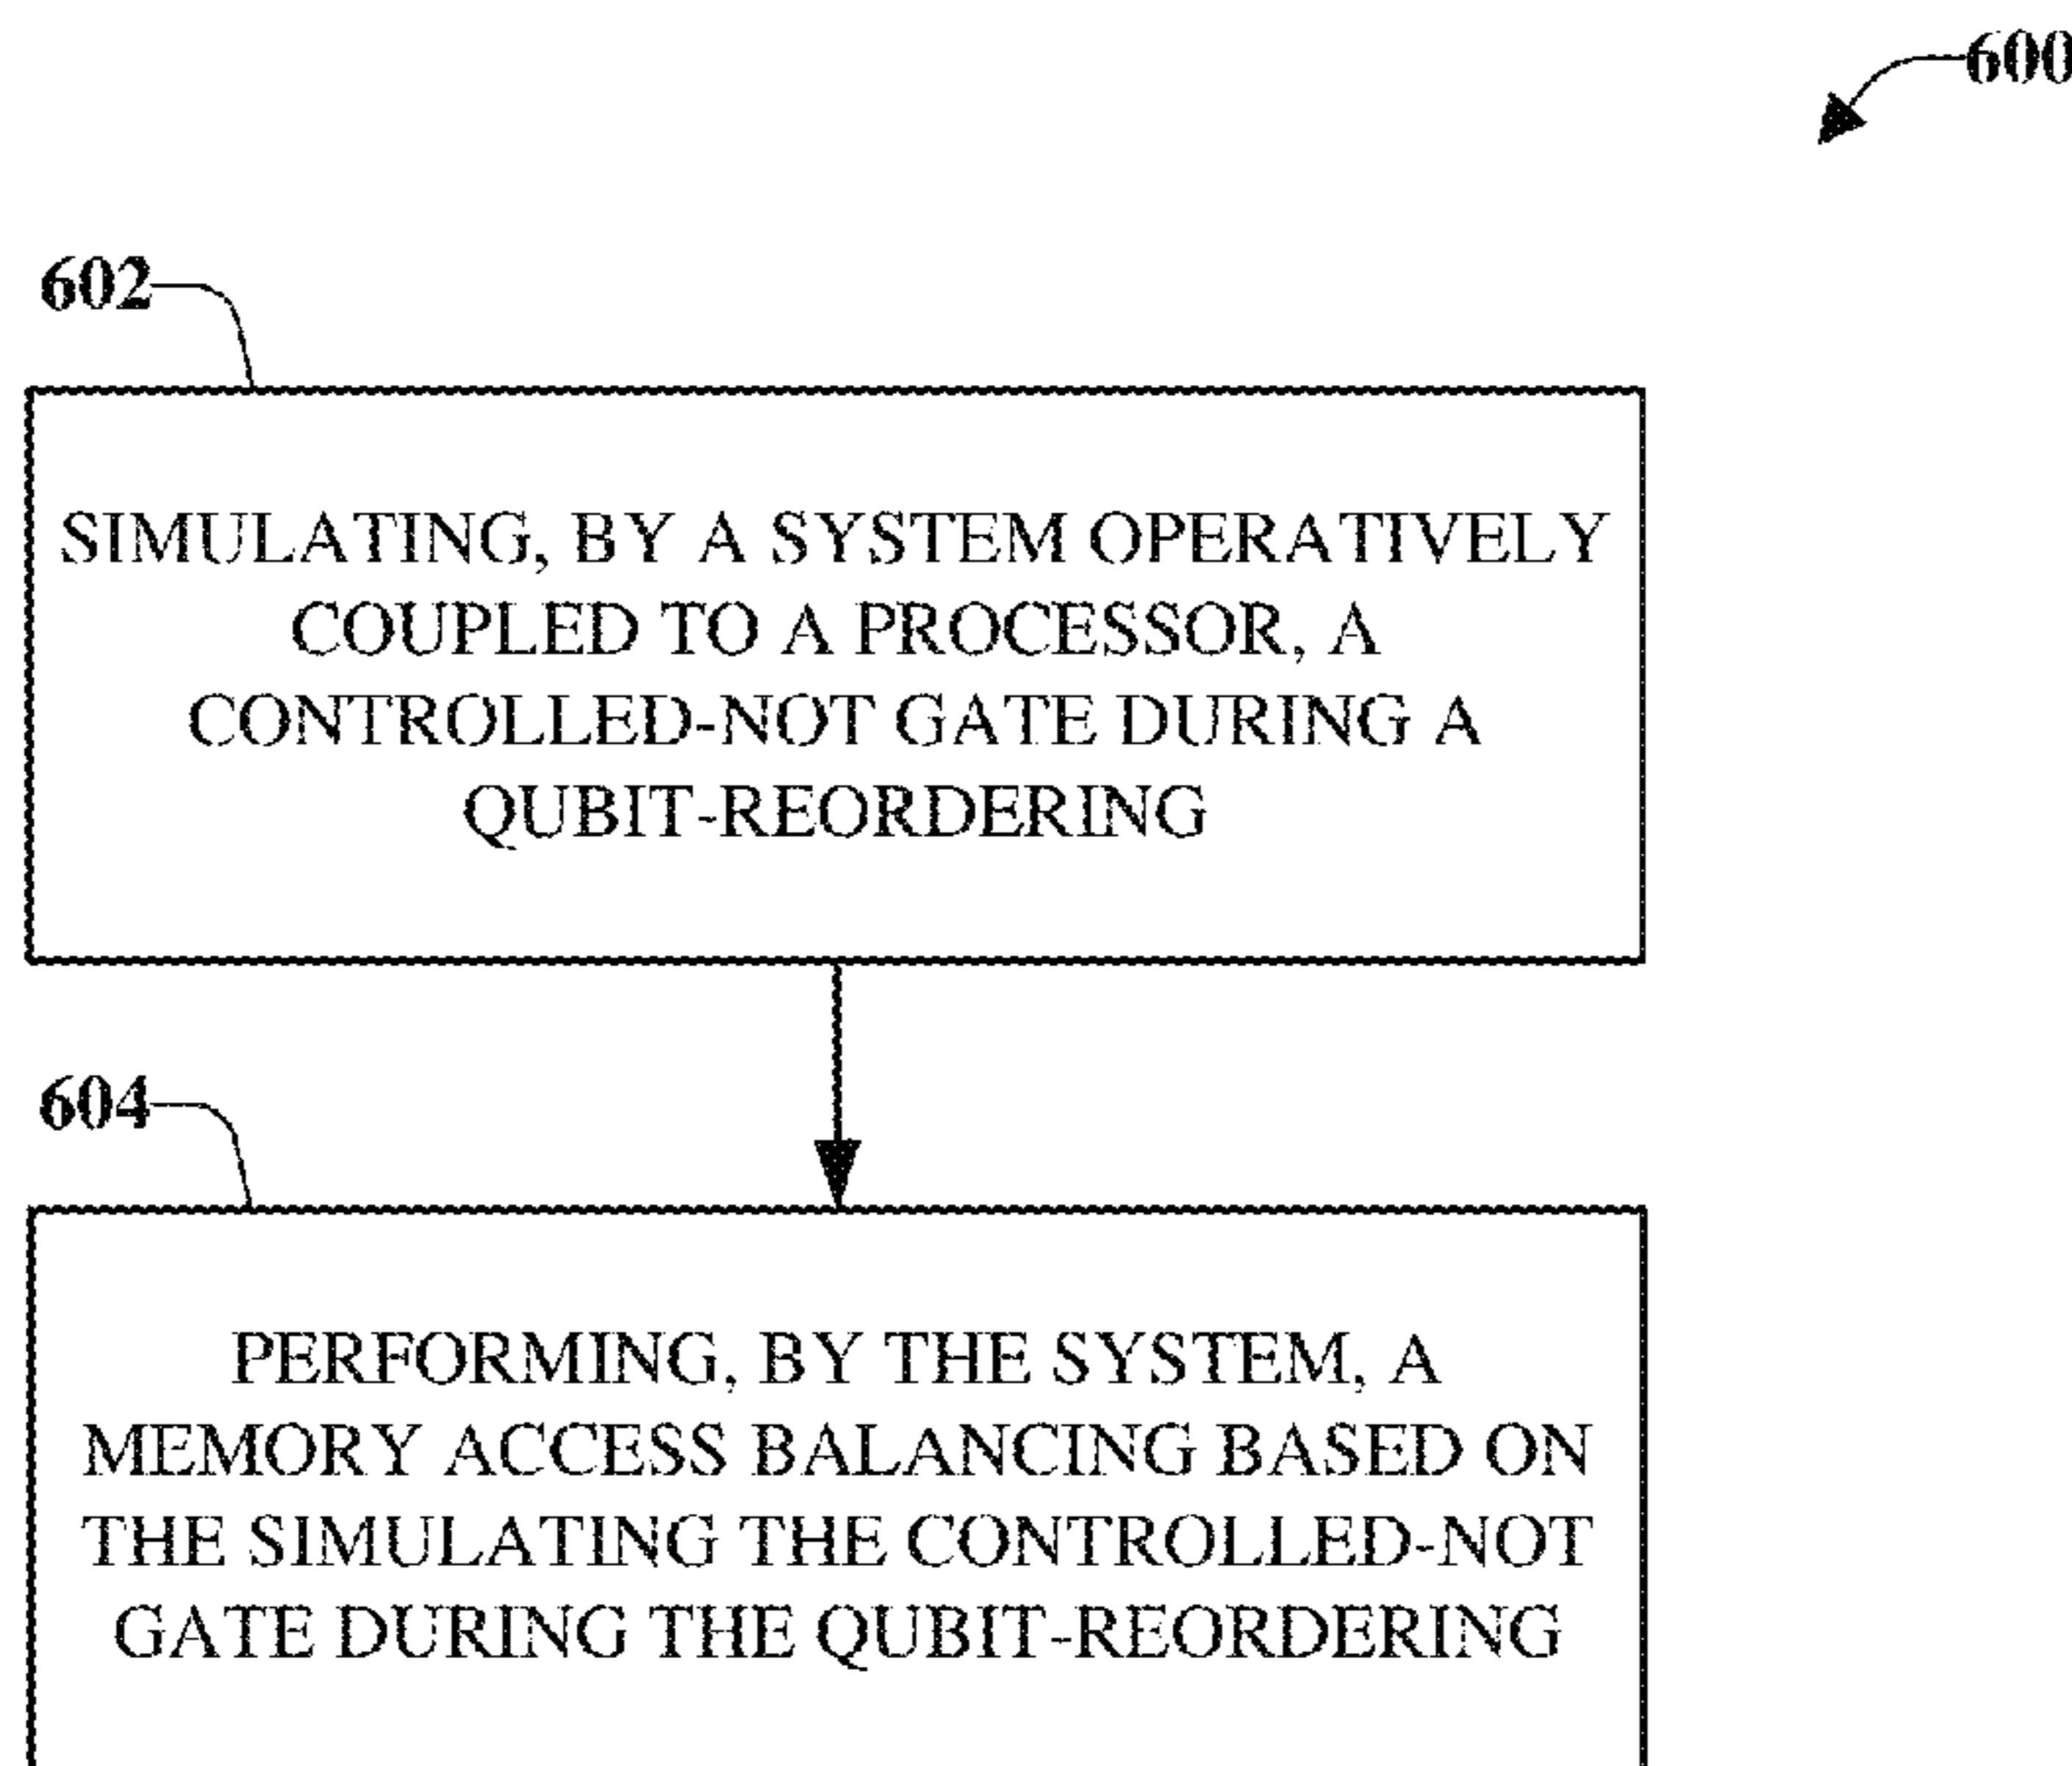 600
602
SIMULATING, BY A SYSTEM OPERATIVELY
COUPLED TO A PROCESSOR, A
CONTROLLED-NOT GATE DURING A
QUBIT-REORDERING
604
PERFORMING, BY THE SYSTEM, A
MEMORY ACCESS BALANCING BASED ON
THE SIMULATING THE CONTROLLED-NOT
GATE DURING THE QUBIT-REORDERING